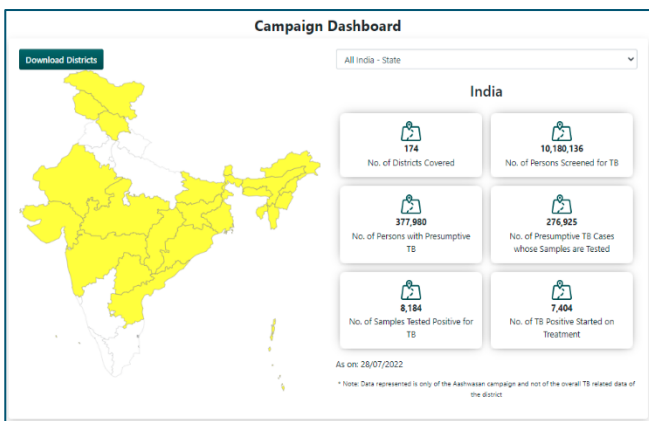 Campaign Dashboard
Download Districts
All India - State
India
174
No. of Districts Covered
10,180,136
No. of Persons Screened for TB
377,980
No. of Persons with Presumptive
TB
276,925
No. of Presumptive TB Cases
whose Samples are Tested
8,184
No. of Samples Tested Positive for
TB
7,404
No. of TB Positive Started on
Treatment
As on: 28/07/2022
* Note: Data represented is only of the Aashwasan campaign and not of the overall TB related data of
the district